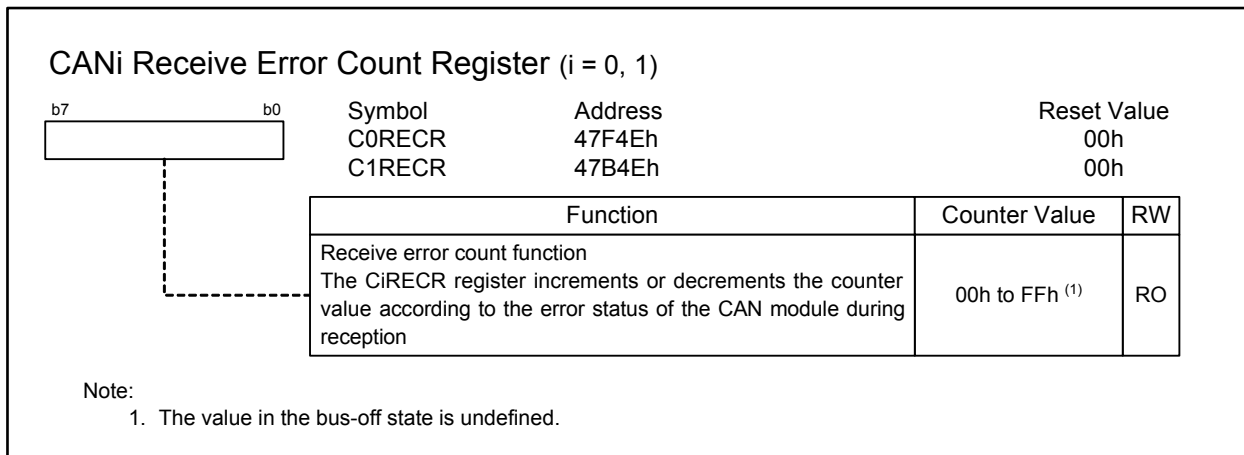 CANi Receive Error Count Register (i = 0, 1)
b7 b0 Symbol Address Reset Value
C0RECR 47F4Eh 00h
C1RECR 47B4Eh 00h
Function Counter Value RW
Receive error count function
The CiRECR register increments or decrements the counter
value according to the error status of the CAN module during
reception
00h to FFh (1) RO
Note:
1. The value in the bus-off state is undefined.